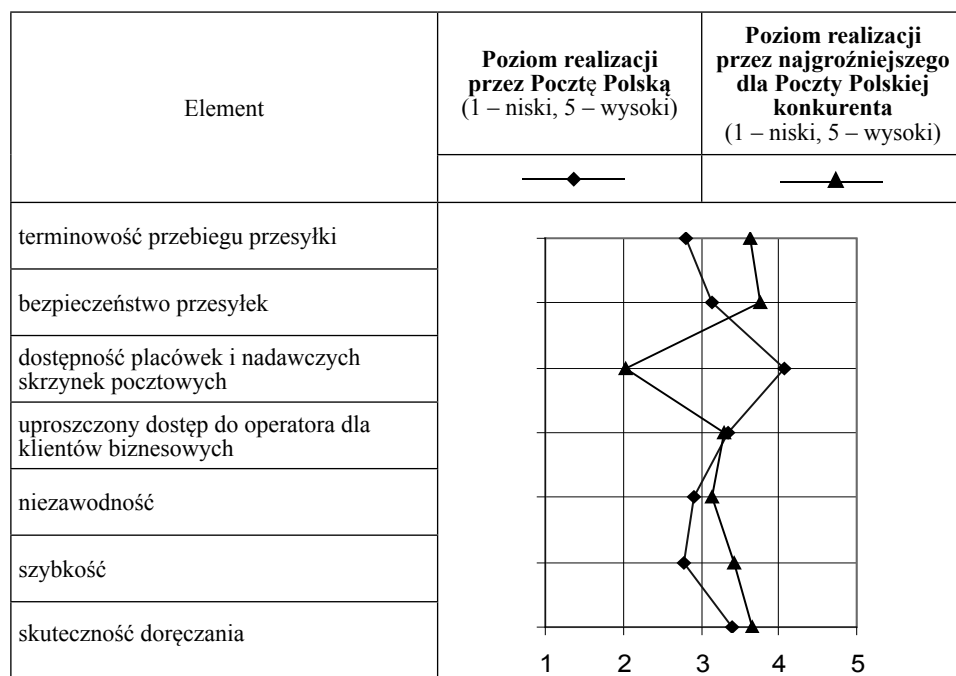 Element
Poziom realizacji
przez Pocztę Polską
(1 – niski, 5 – wysoki)
Poziom realizacji
przez najgroźniejszego
dla Poczty Polskiej
konkurenta
(1 – niski, 5 – wysoki)
terminowość przebiegu przesyłki
bezpieczeństwo przesyłek
dostępność placówek i nadawczych
skrzynek pocztowych
uproszczony dostęp do operatora dla
klientów biznesowych
niezawodność
szybkość
skuteczność doręczania
1 2 3 4 5